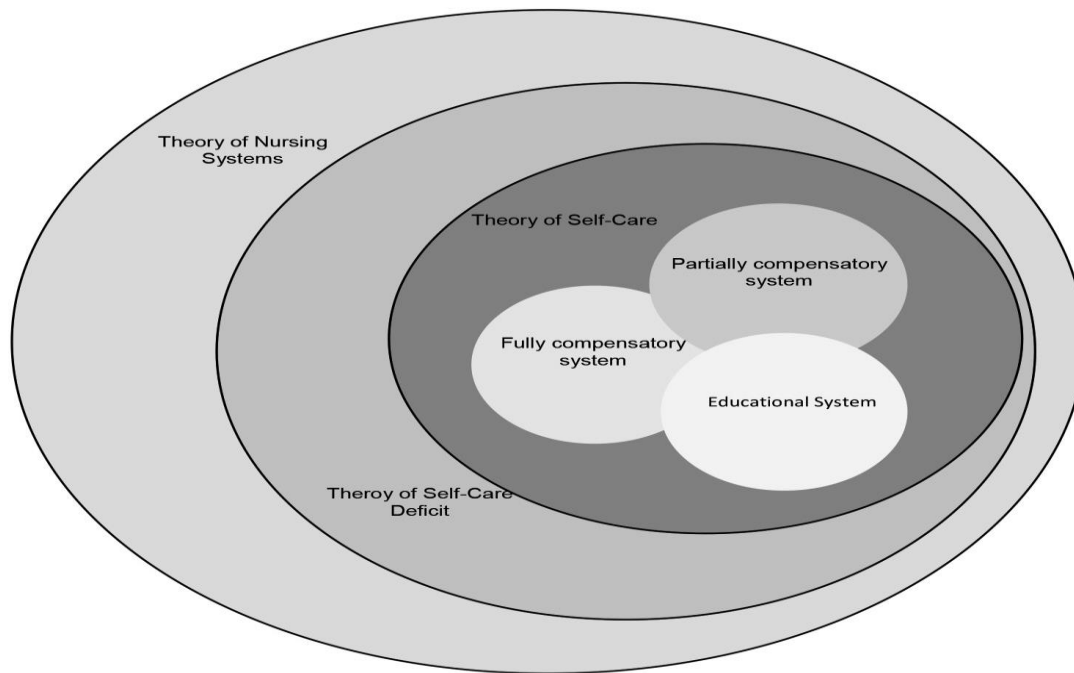 Theory of Nursing
Systems
Theory of Self-Care
Partially compensatory
system
Fully compensatory
system
Educational System
Theroy of Self-Care
Deficit